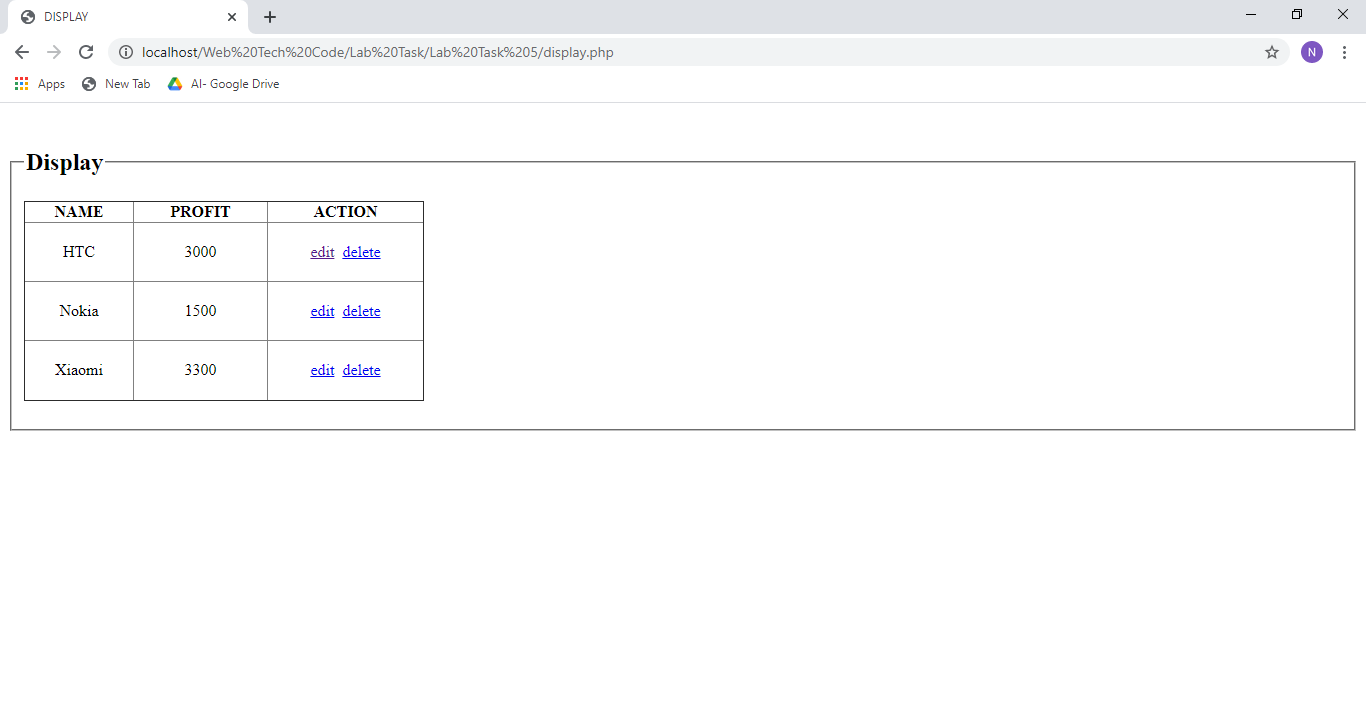 DISPLAY
localhost/Web%20Tech%20Code/Lab%20Task/Lab%20Task%205/display.php
N
Apps New Tab AI- Google Drive
Display
NAME PROFIT ACTION
HTC 3000 edit delete
Nokia 1500 edit delete
Xiaomi 3300 edit delete